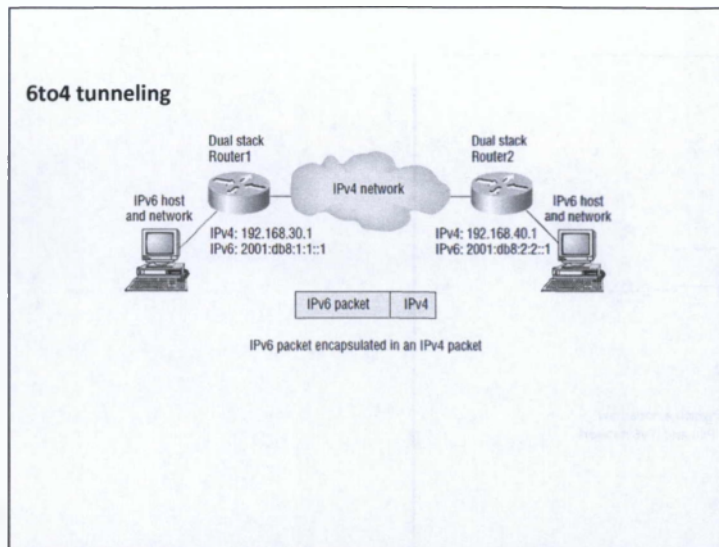 6to4 tunneling
Dual stack
Router1
Dual stack
Router2
IPv4 network
IPv6 host
and network
IPv6 host
and network
IPv4: 192.168.30.1
IPv6: 2001:db8:1:1::1
IPv4: 192.168.40.1
IPv6: 2001:db8:2:2::1
IPv6 packet
IPv4
IPv6 packet encapsulated in an IPv4 packet